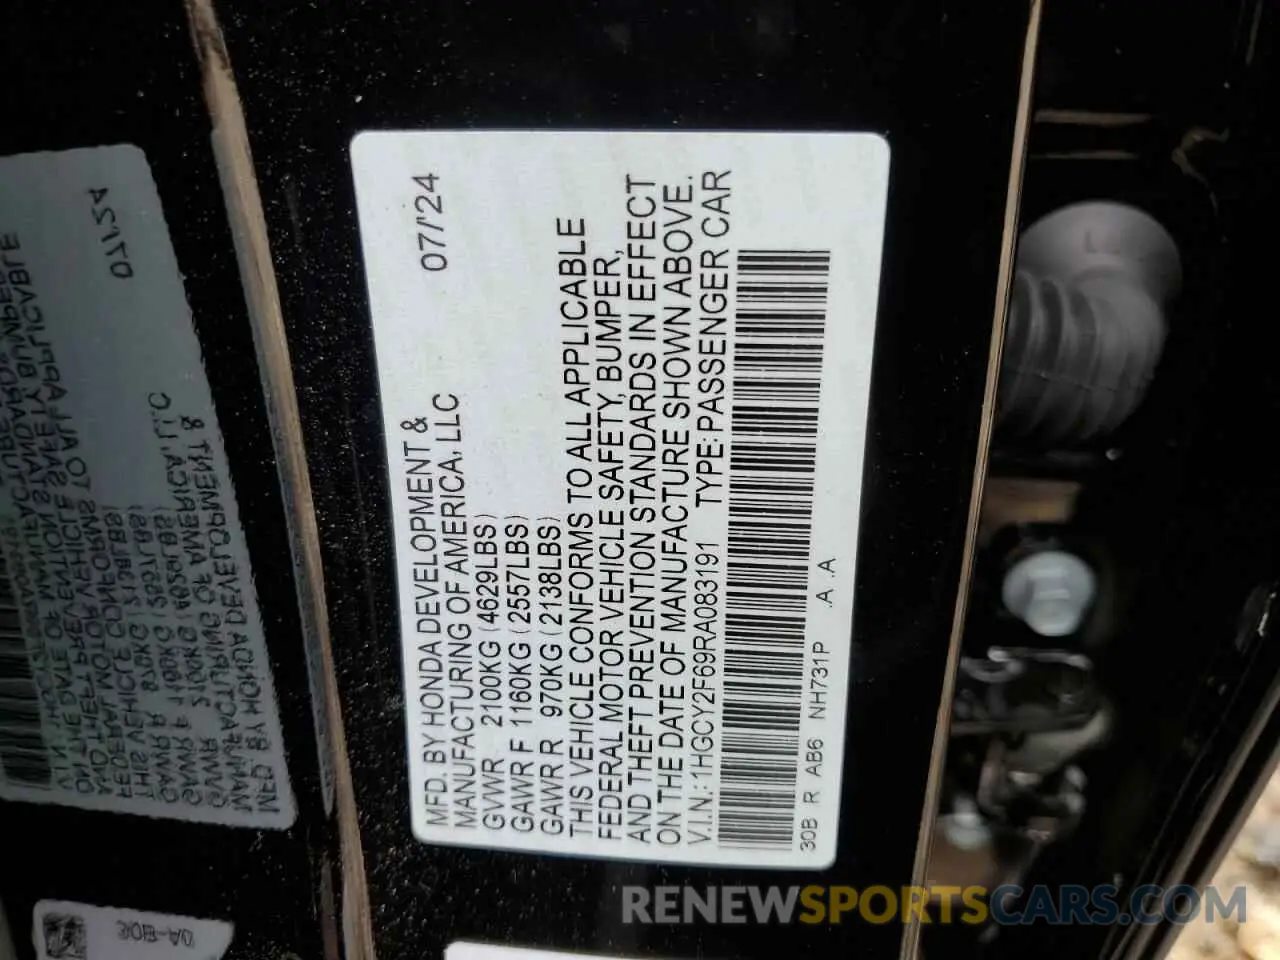 MFD. BY HONDA DEVELOPMENT & 07/'24
MANUFACTURING OF AMERICA, LLC
GVWR 2100KG (4629LBS)
GAWR F 1160KG (2557LBS)
GAWR R 970KG (2138LBS)
THIS VEHICLE CONFORMS TO ALL APPLICABLE
FEDERAL MOTOR VEHICLE SAFETY, BUMPER,
AND THEFT PREVENTION STANDARDS IN EFFECT
ON THE DATE OF MANUFACTURE SHOWN ABOVE.
V.I.N.: 1HGCY2F69RA083191 TYPE: PASSENGER CAR
30B R AB6 NH731P .A .A
RENEWSPORTSCARS.COM